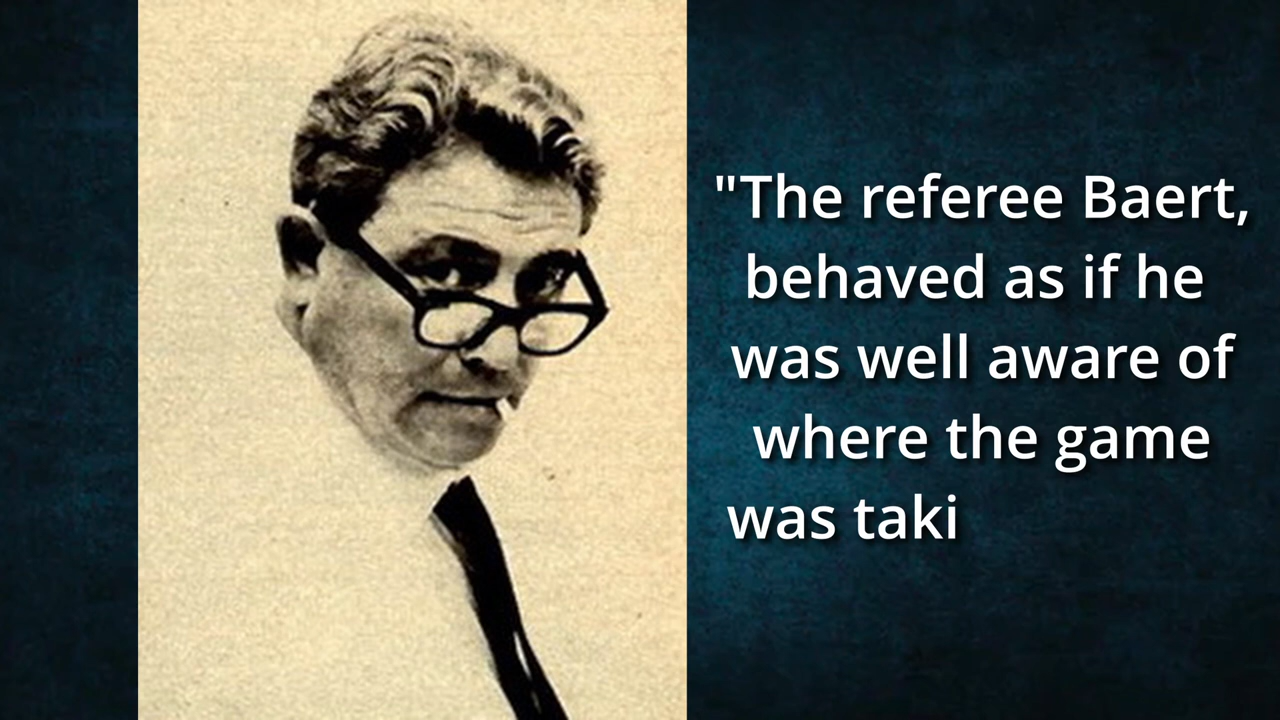 "The referee Baert,
behaved as if he
was well aware of
where the game
was taki